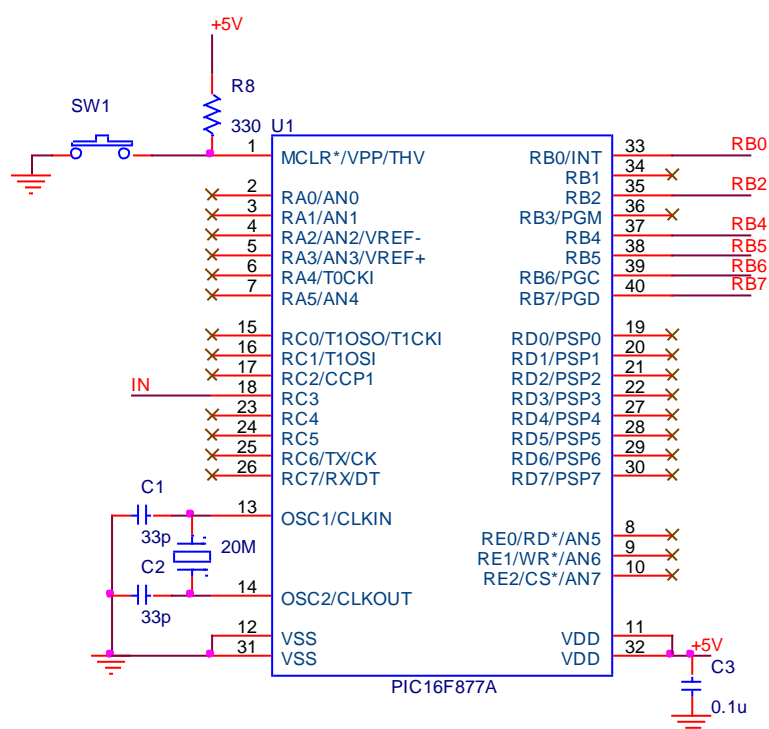 +5V
R8
SW1
330 U1
1 MCLR*/VPP/THV RB0/INT 33 RB0
RB1 34
2 RA0/AN0 RB2 35 RB2
3 RA1/AN1 RB3/PGM 36
4 RA2/AN2/VREF- RB4 37 RB4
5 RA3/AN3/VREF+ RB5 38 RB5
6 RA4/T0CKI RB6/PGC 39 RB6
7 RA5/AN4 RB7/PGD 40 RB7
15 RC0/T1OSO/T1CKI RD0/PSP0 19
16 RC1/T1OSI RD1/PSP1 20
17 RC2/CCP1 RD2/PSP2 21
IN 18 RC3 RD3/PSP3 22
23 RC4 RD4/PSP4 27
24 RC5 RD5/PSP5 28
25 RC6/TX/CK RD6/PSP6 29
26 RC7/RX/DT RD7/PSP7 30
C1
33p
13 OSC1/CLKIN
20M
RE0/RD*/AN5 8
RE1/WR*/AN6 9
RE2/CS*/AN7 10
C2
33p
14 OSC2/CLKOUT
12 VSS VDD 11
31 VSS VDD 32 +5V
C3
0.1u
PIC16F877A